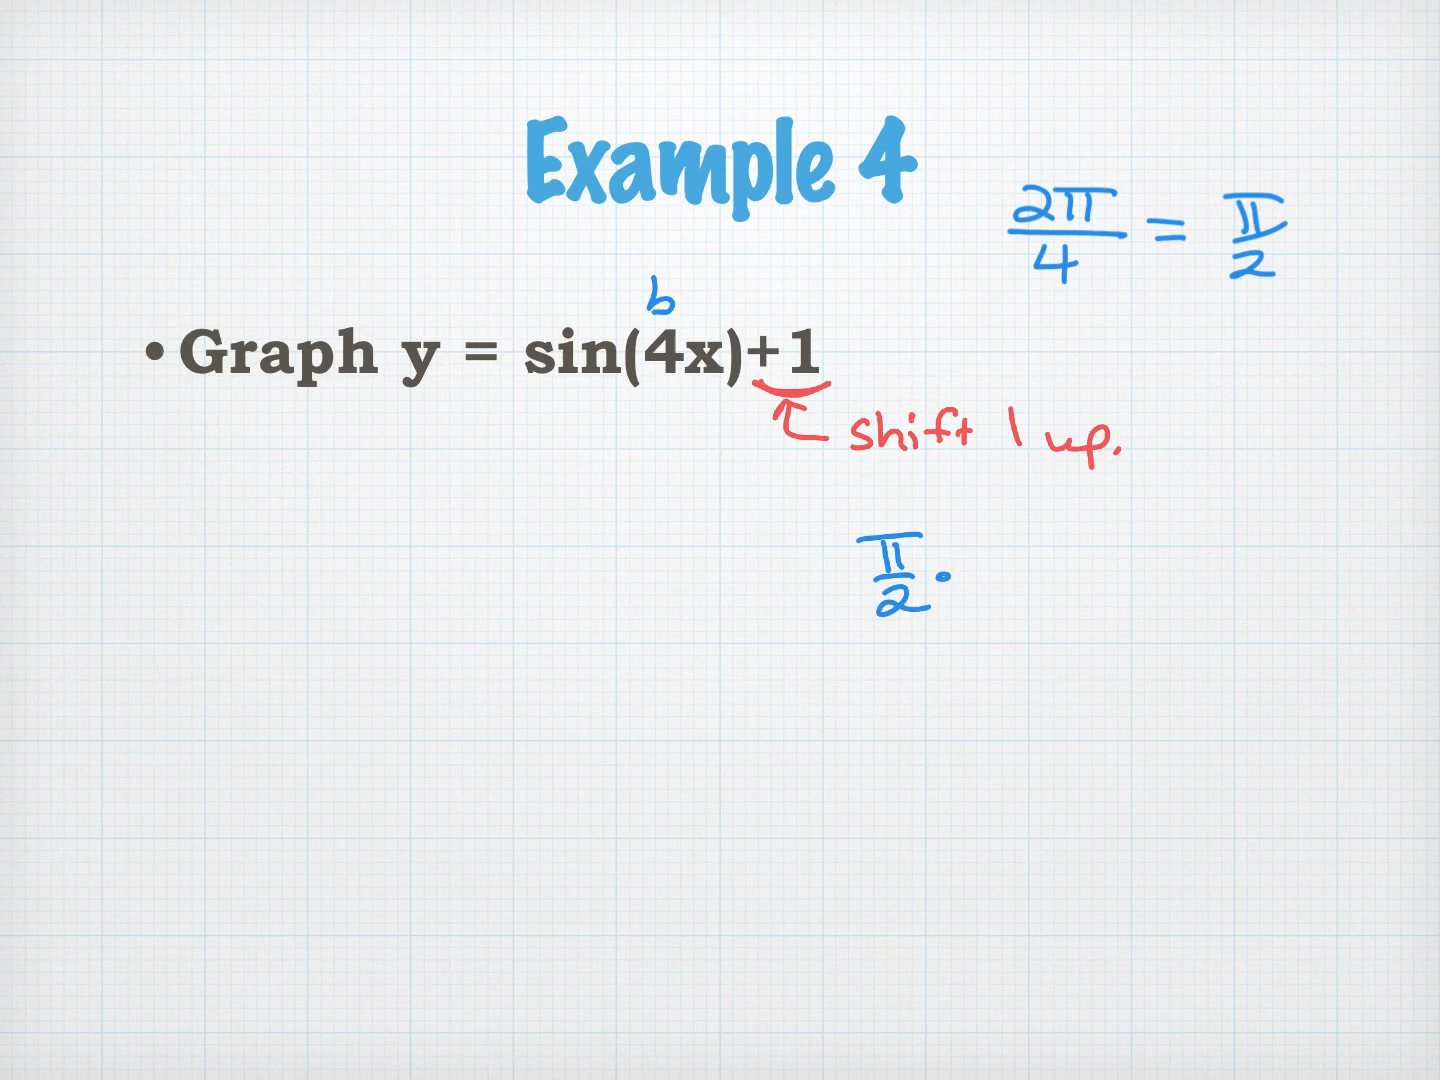 Example 4
2π/4 = π/2
b
• Graph y = sin(4x)+1
shift 1 up.
π/2 ·